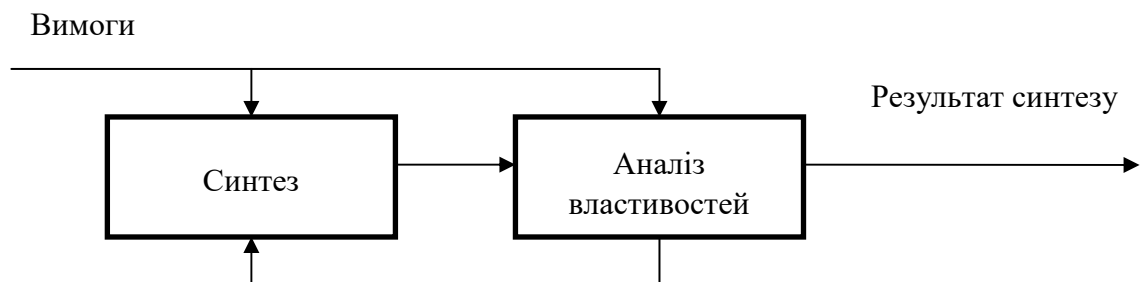 Вимоги
Результат синтезу
Синтез
Аналіз
властивостей